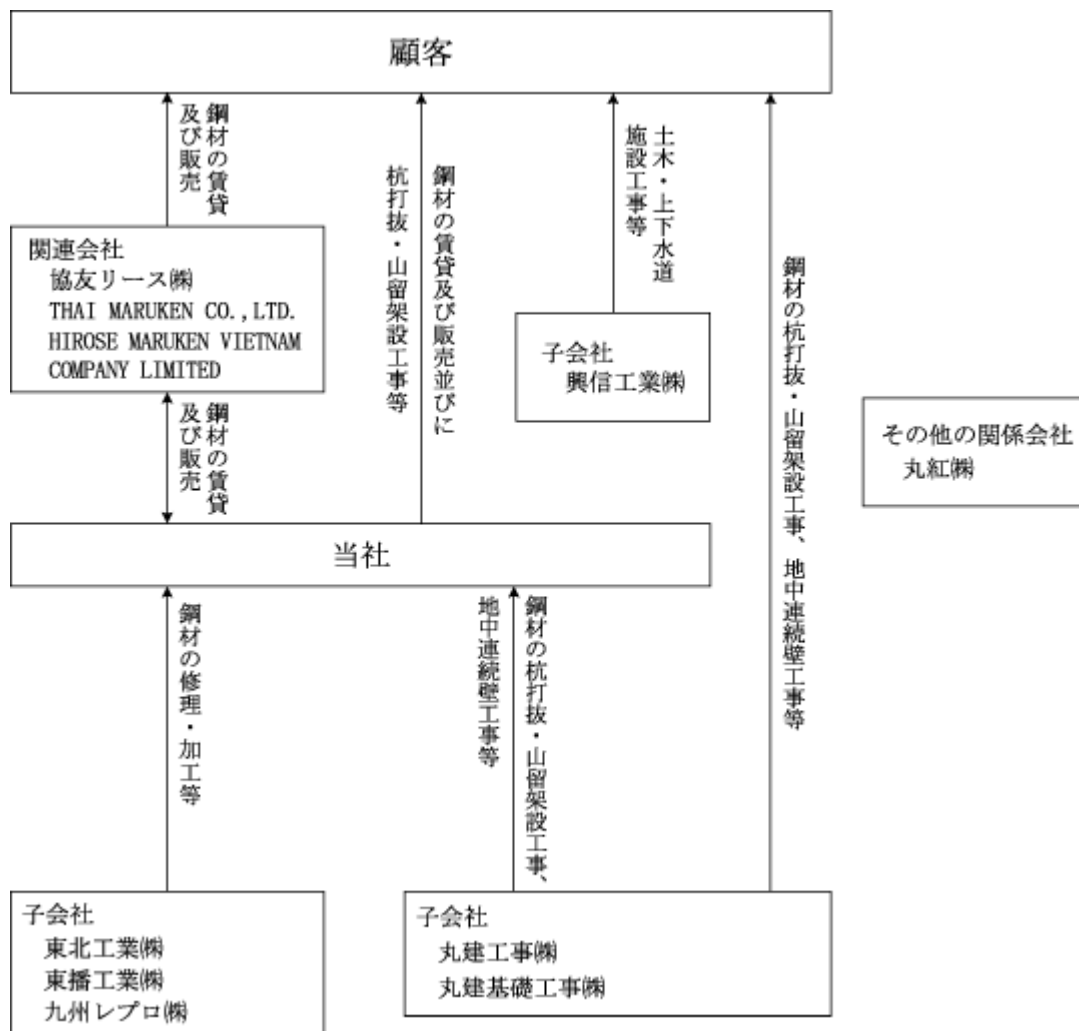 顧客
鋼材の賃貸
及び販売
鋼材の賃貸及び販売並びに
杭打抜・山留架設工事等
土木・上下水道
施設工事等
鋼材の杭打抜・山留架設工事、地中連続壁工事等
関連会社
協友リース㈱
THAI MARUKEN CO.,LTD.
HIROSE MARUKEN VIETNAM
COMPANY LIMITED
子会社
興信工業㈱
その他の関係会社
丸紅㈱
鋼材の賃貸
及び販売
当社
鋼材の修理・加工等
鋼材の杭打抜・山留架設工事、
地中連続壁工事等
子会社
東北工業㈱
東播工業㈱
九州レプロ㈱
子会社
丸建工事㈱
丸建基礎工事㈱